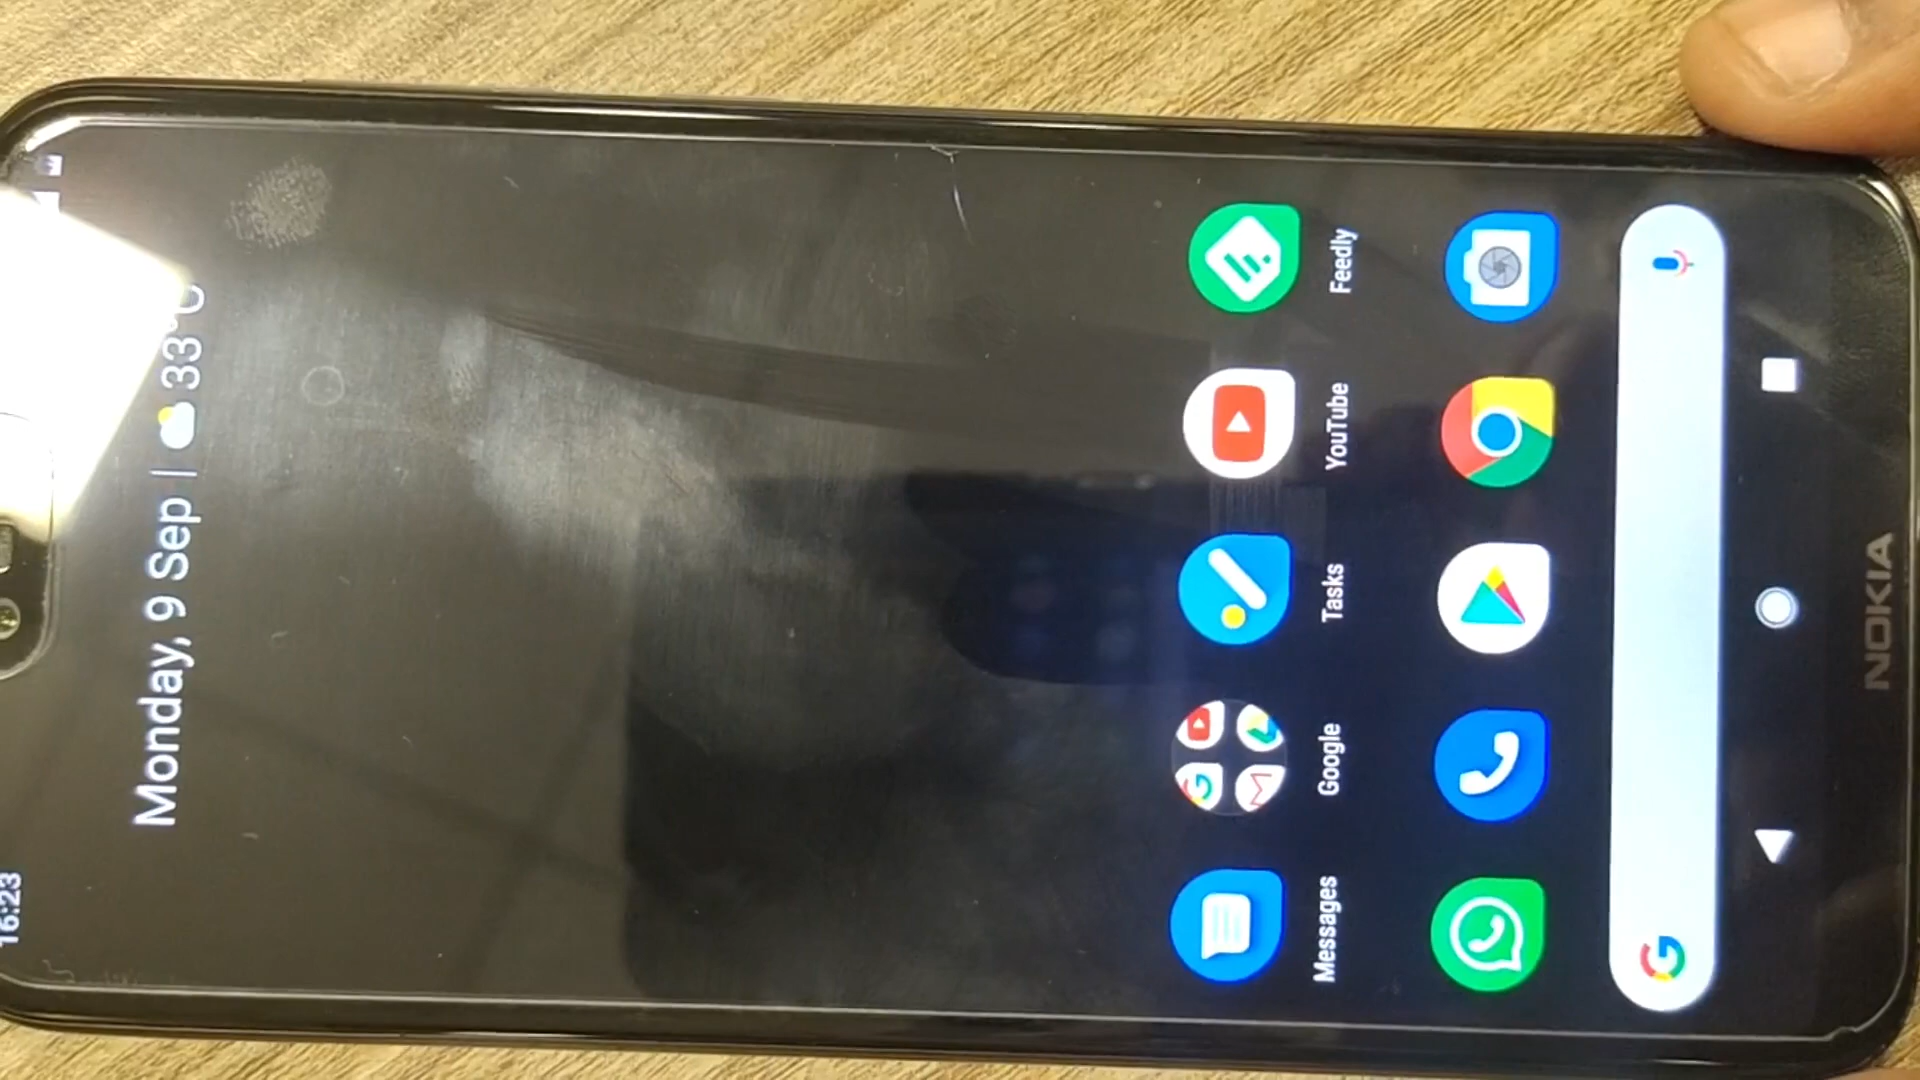 16:23
Monday, 9 Sep | 33°C
Messages
Google
Tasks
YouTube
Feedly
NOKIA